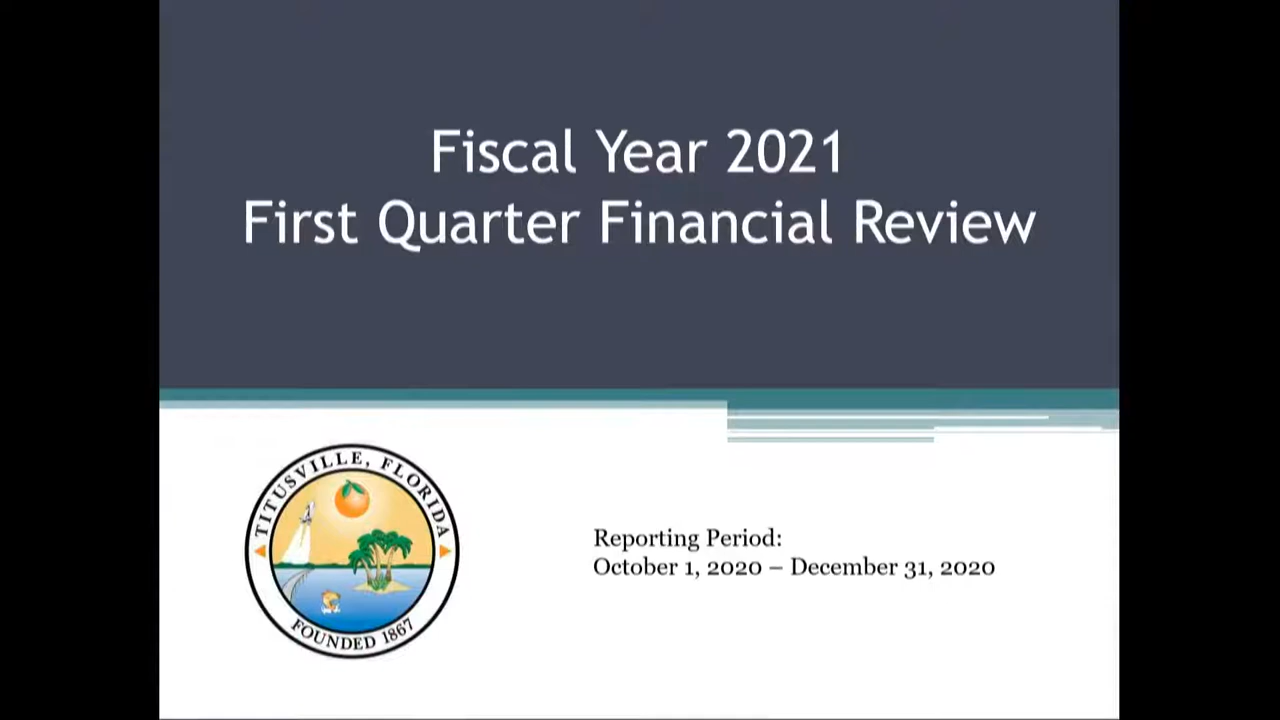 Fiscal Year 2021
First Quarter Financial Review
TITUSVILLE, FLORIDA
FOUNDED 1867
Reporting Period:
October 1, 2020 – December 31, 2020